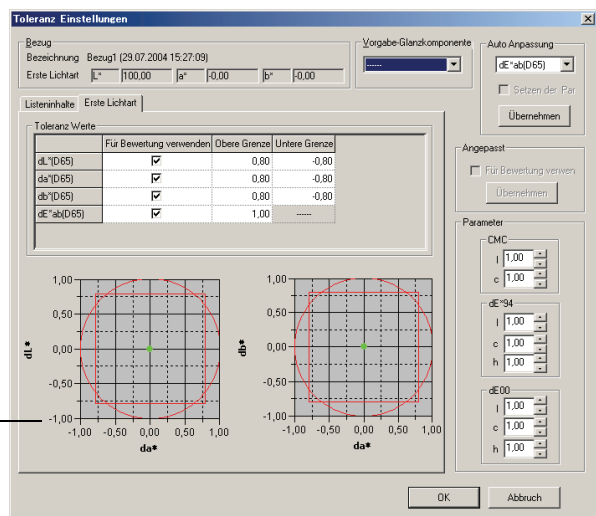 Toleranz Einstellungen
Bezug
Bezeichnung Bezug1 (29.07.2004 15:27:09)
Erste Lichtart L* 100,00 a* -0,00 b* -0,00
Vorgabe-Glanzkomponente
------
Auto Anpassung
dE*ab(D65)
Setzen der Par
Übernehmen
Listeninhalte Erste Lichtart
Toleranz Werte
Für Bewertung verwenden Obere Grenze Untere Grenze
dL*(D65) 0,80 -0,80
da*(D65) 0,80 -0,80
db*(D65) 0,80 -0,80
dE*ab(D65) 1,00 -----
Angepasst
Für Bewertung verwen
Übernehmen
Parameter
CMC
l 1,00
c 1,00
dE*94
l 1,00
c 1,00
h 1,00
dE00
l 1,00
c 1,00
h 1,00
1,00
0,50
0,00
-0,50
-1,00
dL*
-1,00 -0,50 0,00 0,50 1,00
da*
1,00
0,50
0,00
-0,50
-1,00
db*
-1,00 -0,50 0,00 0,50 1,00
da*
OK Abbruch